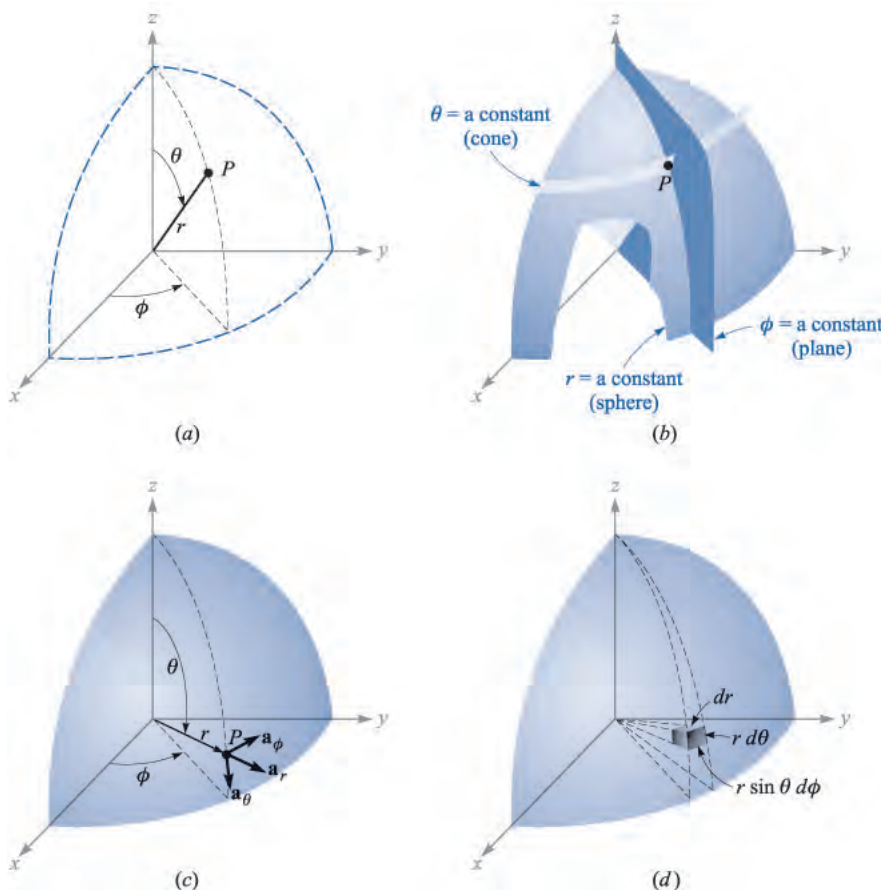 z
θ
P
r
y
ϕ
x
(a)
z
θ = a constant
(cone)
P
y
ϕ = a constant
(plane)
r = a constant
(sphere)
x
(b)
z
θ
r
P
a_ϕ
y
a_r
ϕ
a_θ
x
(c)
z
dr
y
r dθ
r sin θ dϕ
x
(d)